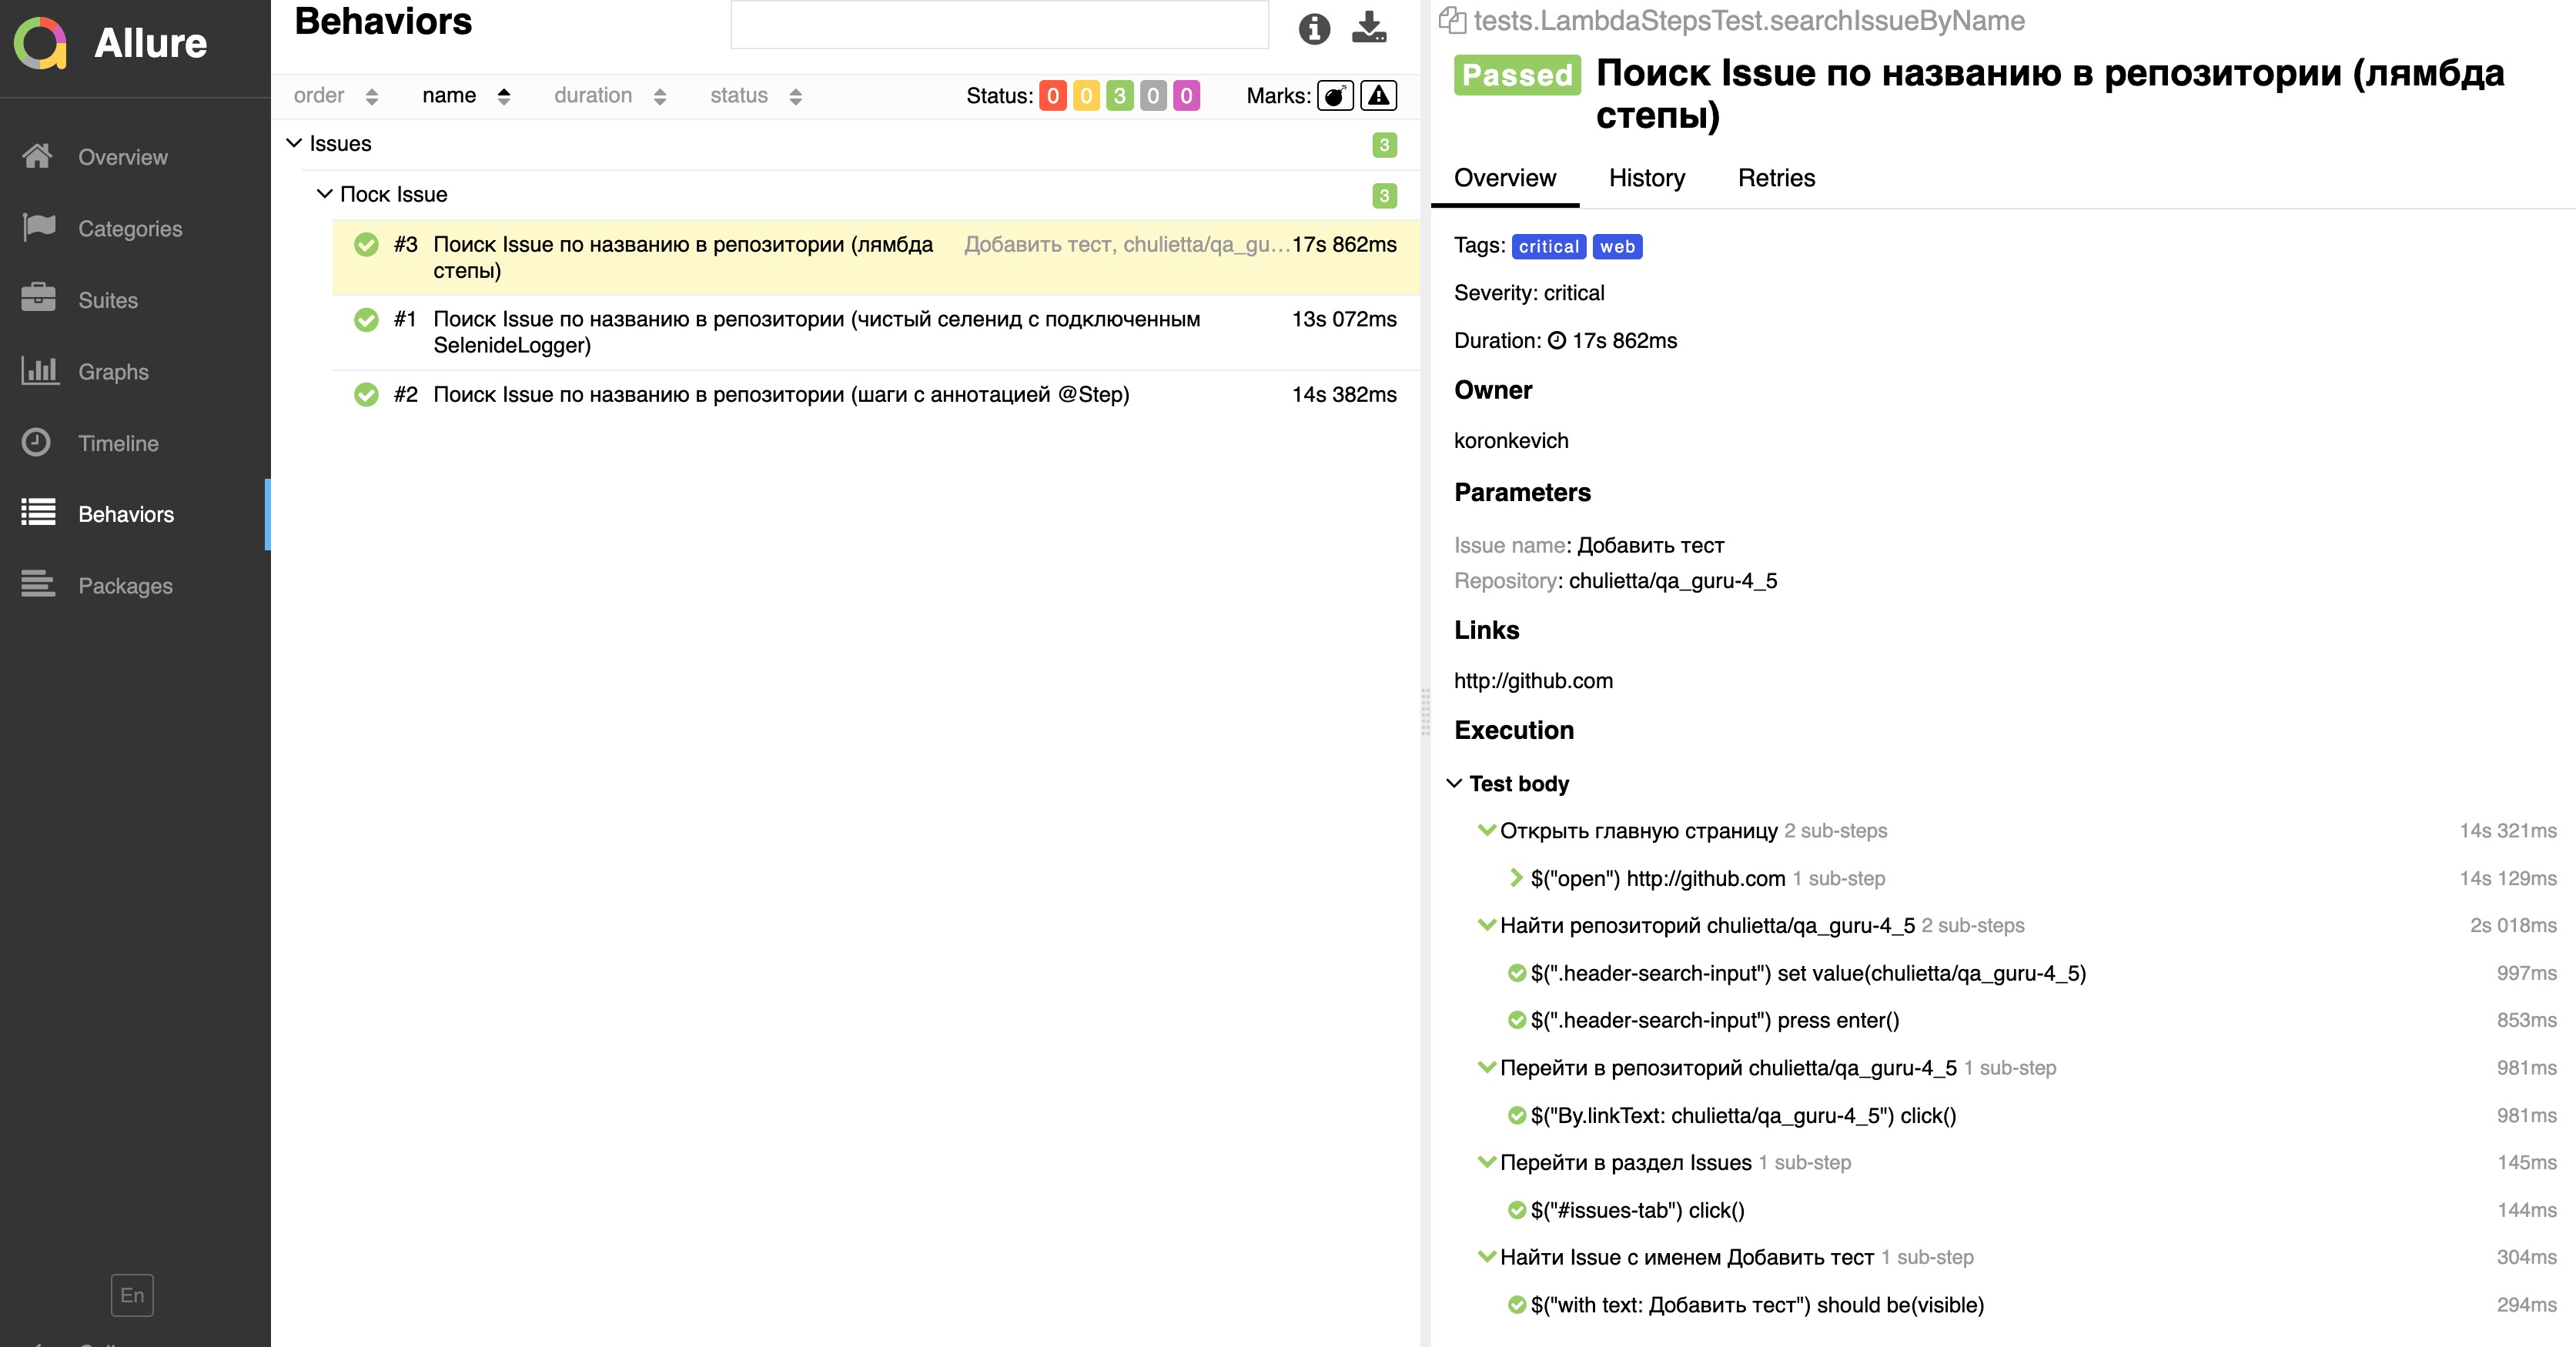 Allure
Overview
Categories
Suites
Graphs
Timeline
Behaviors
Packages
En
Behaviors
order name duration status Status: 0 0 3 0 0 Marks:
Issues 3
Поск Issue 3
#3 Поиск Issue по названию в репозитории (лямбда Добавить тест, chulietta/qa_gu... 17s 862ms
степы)
#1 Поиск Issue по названию в репозитории (чистый селенид с подключенным 13s 072ms
SelenideLogger)
#2 Поиск Issue по названию в репозитории (шаги с аннотацией @Step) 14s 382ms
tests.LambdaStepsTest.searchIssueByName
Passed Поиск Issue по названию в репозитории (лямбда
степы)
Overview History Retries
Tags: critical web
Severity: critical
Duration: 17s 862ms
Owner
koronkevich
Parameters
Issue name: Добавить тест
Repository: chulietta/qa_guru-4_5
Links
http://github.com
Execution
Test body
Открыть главную страницу 2 sub-steps 14s 321ms
$("open") http://github.com 1 sub-step 14s 129ms
Найти репозиторий chulietta/qa_guru-4_5 2 sub-steps 2s 018ms
$(".header-search-input") set value(chulietta/qa_guru-4_5) 997ms
$(".header-search-input") press enter() 853ms
Перейти в репозиторий chulietta/qa_guru-4_5 1 sub-step 981ms
$("By.linkText: chulietta/qa_guru-4_5") click() 981ms
Перейти в раздел Issues 1 sub-step 145ms
$("#issues-tab") click() 144ms
Найти Issue с именем Добавить тест 1 sub-step 304ms
$("with text: Добавить тест") should be(visible) 294ms